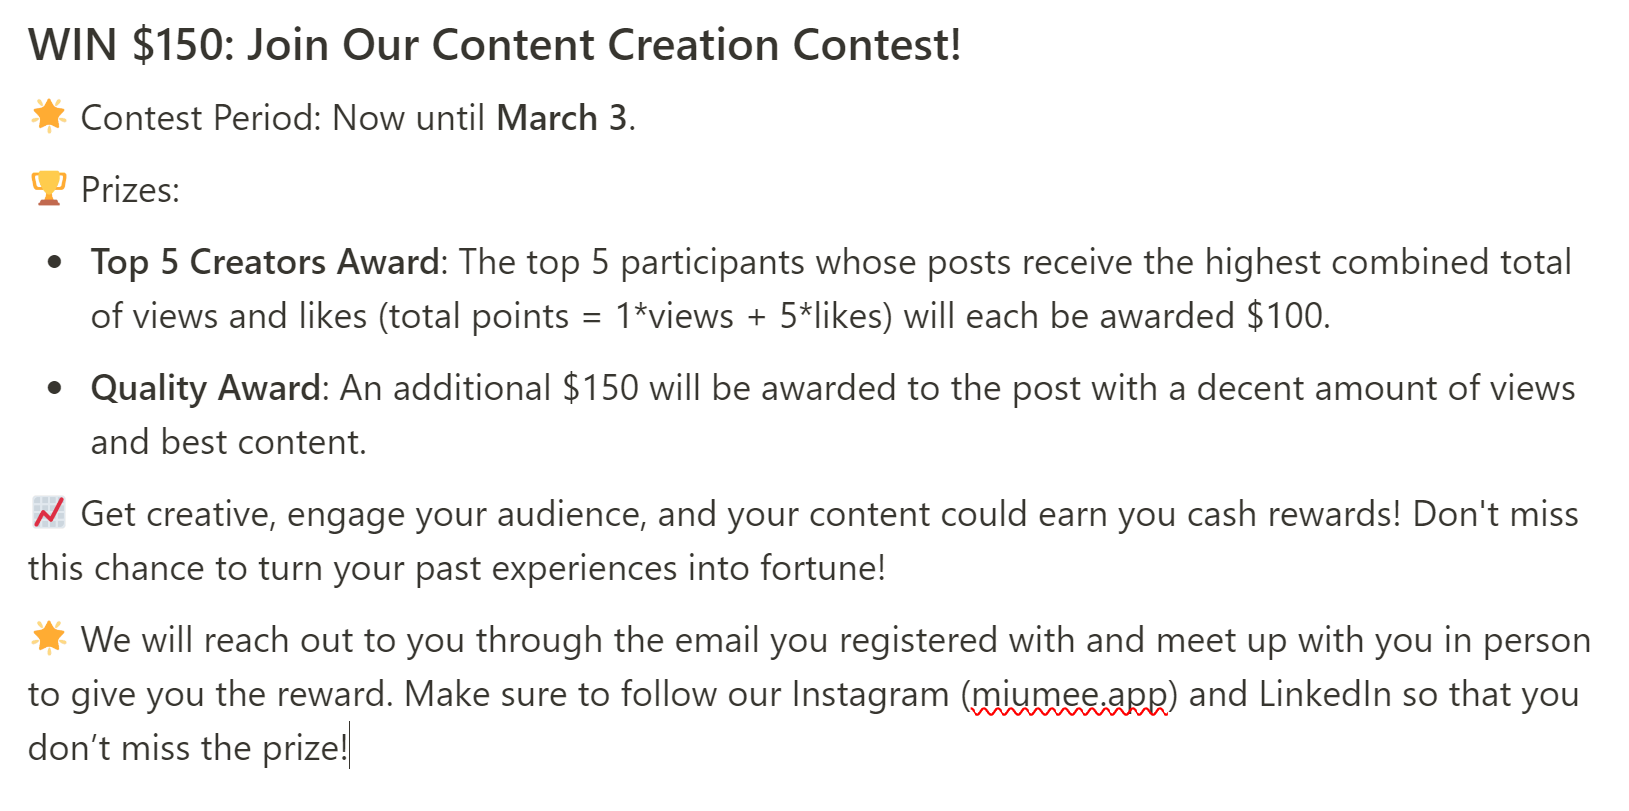 WIN $150: Join Our Content Creation Contest!
🌟 Contest Period: Now until March 3.
🏆 Prizes:
• Top 5 Creators Award: The top 5 participants whose posts receive the highest combined total
of views and likes (total points = 1*views + 5*likes) will each be awarded $100.
• Quality Award: An additional $150 will be awarded to the post with a decent amount of views
and best content.
📈 Get creative, engage your audience, and your content could earn you cash rewards! Don't miss
this chance to turn your past experiences into fortune!
🌟 We will reach out to you through the email you registered with and meet up with you in person
to give you the reward. Make sure to follow our Instagram (miumee.app) and LinkedIn so that you
don’t miss the prize!